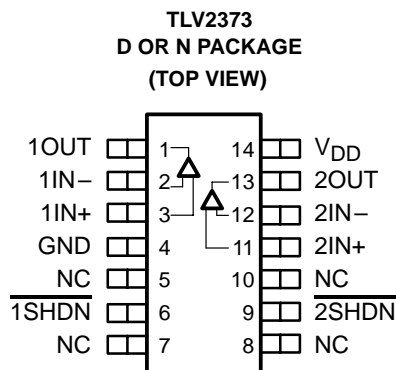 TLV2373
D OR N PACKAGE
(TOP VIEW)
1OUT 1 14 VDD
1IN− 2 13 2OUT
1IN+ 3 12 2IN−
GND 4 11 2IN+
NC 5 10 NC
1SHDN 6 9 2SHDN
NC 7 8 NC